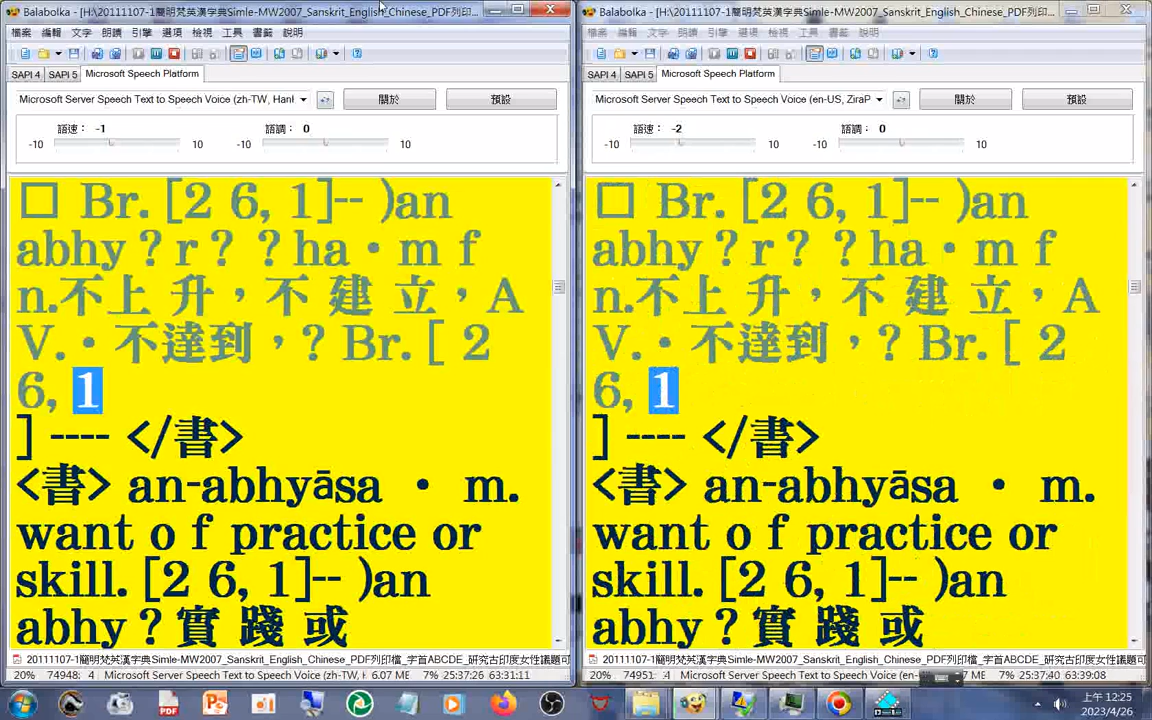 Balabolka - [H:\20111107-1簡明梵英漢字典Simle-MW2007_Sanskrit_English_Chinese_PDF列印...
檔案 編輯 文字 朗讀 引擎 選項 檢視 工具 書籤 說明
SAPI 4 SAPI 5 Microsoft Speech Platform
Microsoft Server Speech Text to Speech Voice (zh-TW, Hanl
關於
預設
語速: -1
語調: 0
-10 10 -10 10
□ Br. [2 6, 1]-- )an
abhy？r？？ha・m f
n.不上 升，不 建 立，A
V.・不達到，? Br. [ 2
6, 1
] ---- </書>
<書> an-abhyāsa ・ m.
want o f practice or
skill. [2 6, 1]-- )an
abhy？實 踐 或
20111107-1簡明梵英漢字典Simle-MW2007_Sanskrit_English_Chinese_PDF列印檔_字首ABCDE_研究古印度女性議題可
20% 74948: 4 Microsoft Server Speech Text to Speech Voice (zh-TW, H 6.07 ME 7% 25:37:26 63:31:11
Balabolka - [H:\20111107-1簡明梵英漢字典Simle-MW2007_Sanskrit_English_Chinese_PDF列印...
檔案 編輯 文字 朗讀 引擎 選項 檢視 工具 書籤 說明
SAPI 4 SAPI 5 Microsoft Speech Platform
Microsoft Server Speech Text to Speech Voice (en-US, ZiraP
關於
預設
語速: -2
語調: 0
-10 10 -10 10
□ Br. [2 6, 1]-- )an
abhy？r？？ha・m f
n.不上 升，不 建 立，A
V.・不達到，? Br. [ 2
6, 1
] ---- </書>
<書> an-abhyāsa ・ m.
want o f practice or
skill. [2 6, 1]-- )an
abhy？實 踐 或
20111107-1簡明梵英漢字典Simle-MW2007_Sanskrit_English_Chinese_PDF列印檔_字首ABCDE_研究古印度女性議題可
20% 74951: 4 Microsoft Server Speech Text to Speech Voice (en-US, ME 7% 25:37:40 63:39:08
上午 12:25
2023/4/26